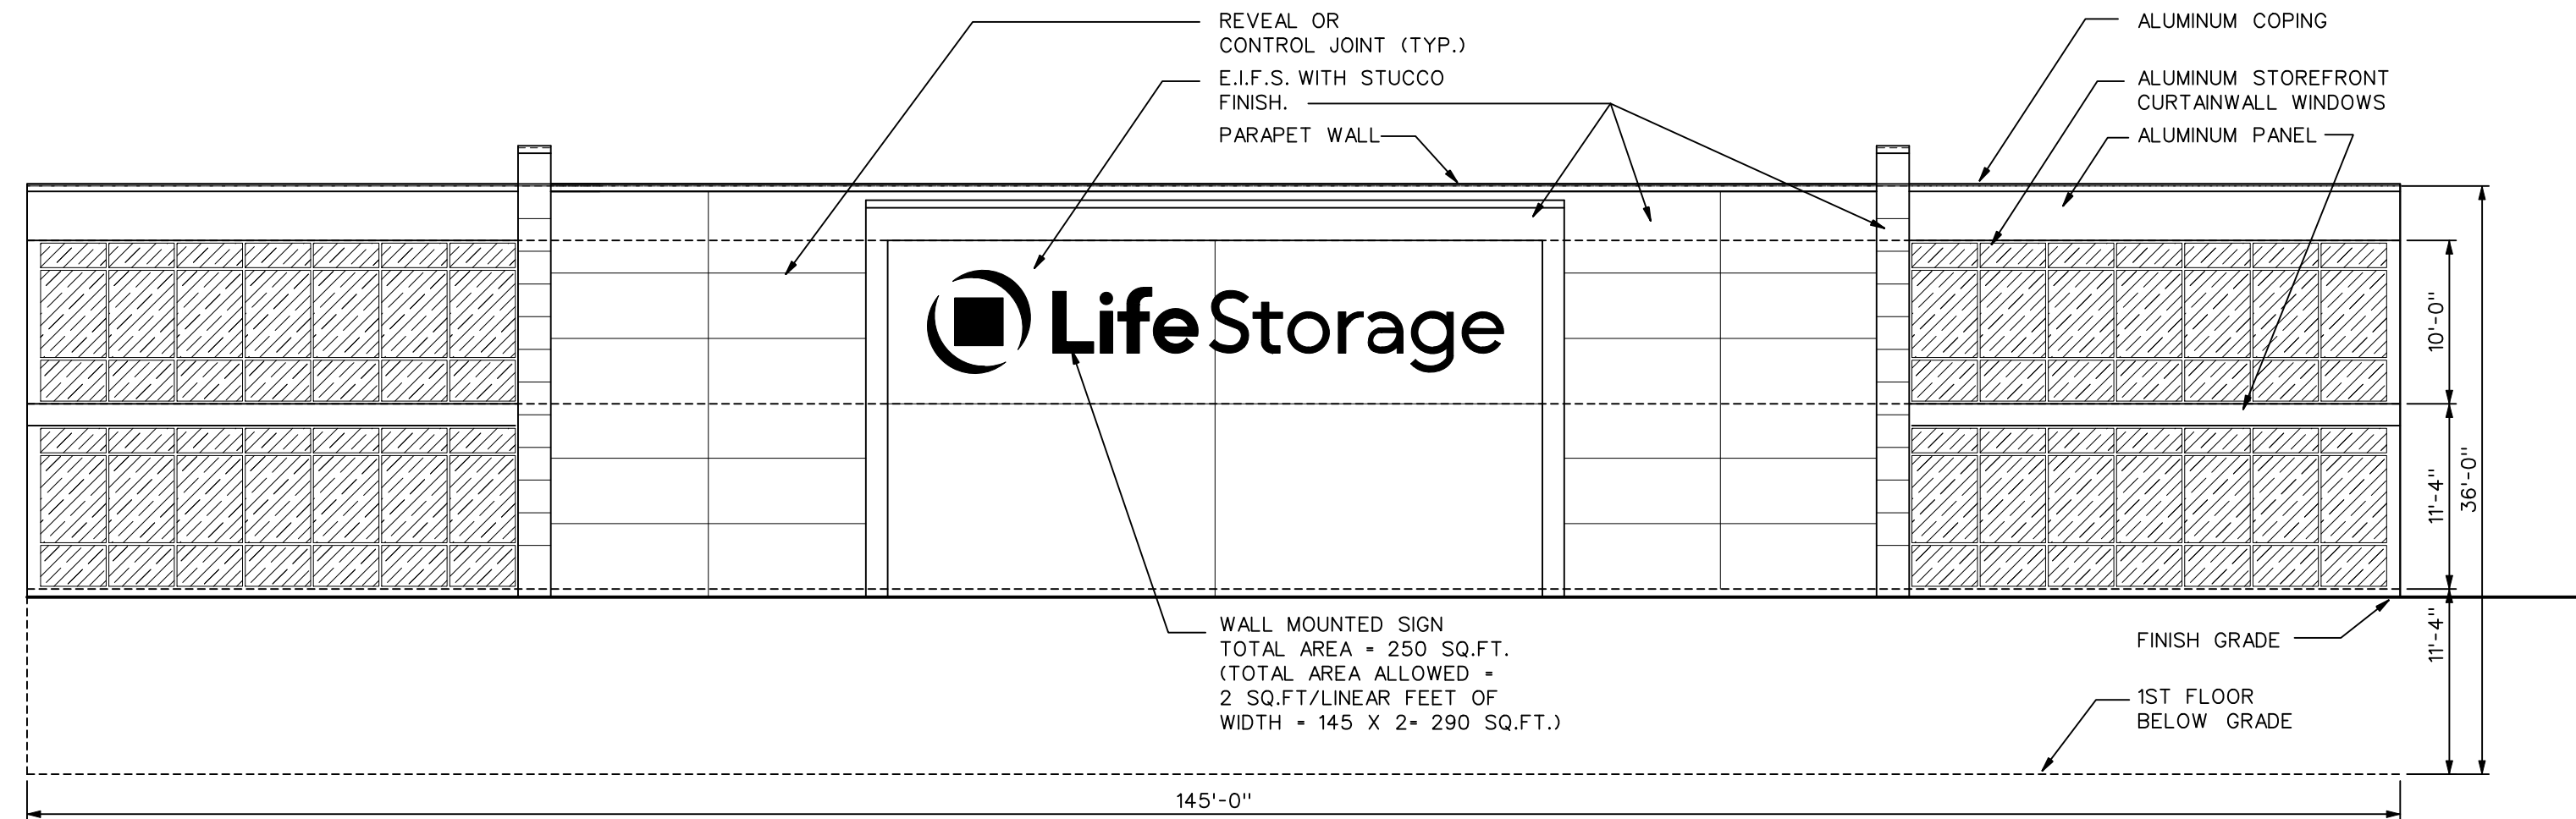 REVEAL OR
CONTROL JOINT (TYP.)
E.I.F.S. WITH STUCCO
FINISH.
PARAPET WALL
ALUMINUM COPING
ALUMINUM STOREFRONT
CURTAINWALL WINDOWS
ALUMINUM PANEL
Life Storage
10'-0"
11'-4"
36'-0"
11'-4"
WALL MOUNTED SIGN
TOTAL AREA = 250 SQ.FT.
(TOTAL AREA ALLOWED =
2 SQ.FT/LINEAR FEET OF
WIDTH = 145 X 2= 290 SQ.FT.)
FINISH GRADE
1ST FLOOR
BELOW GRADE
145'-0"